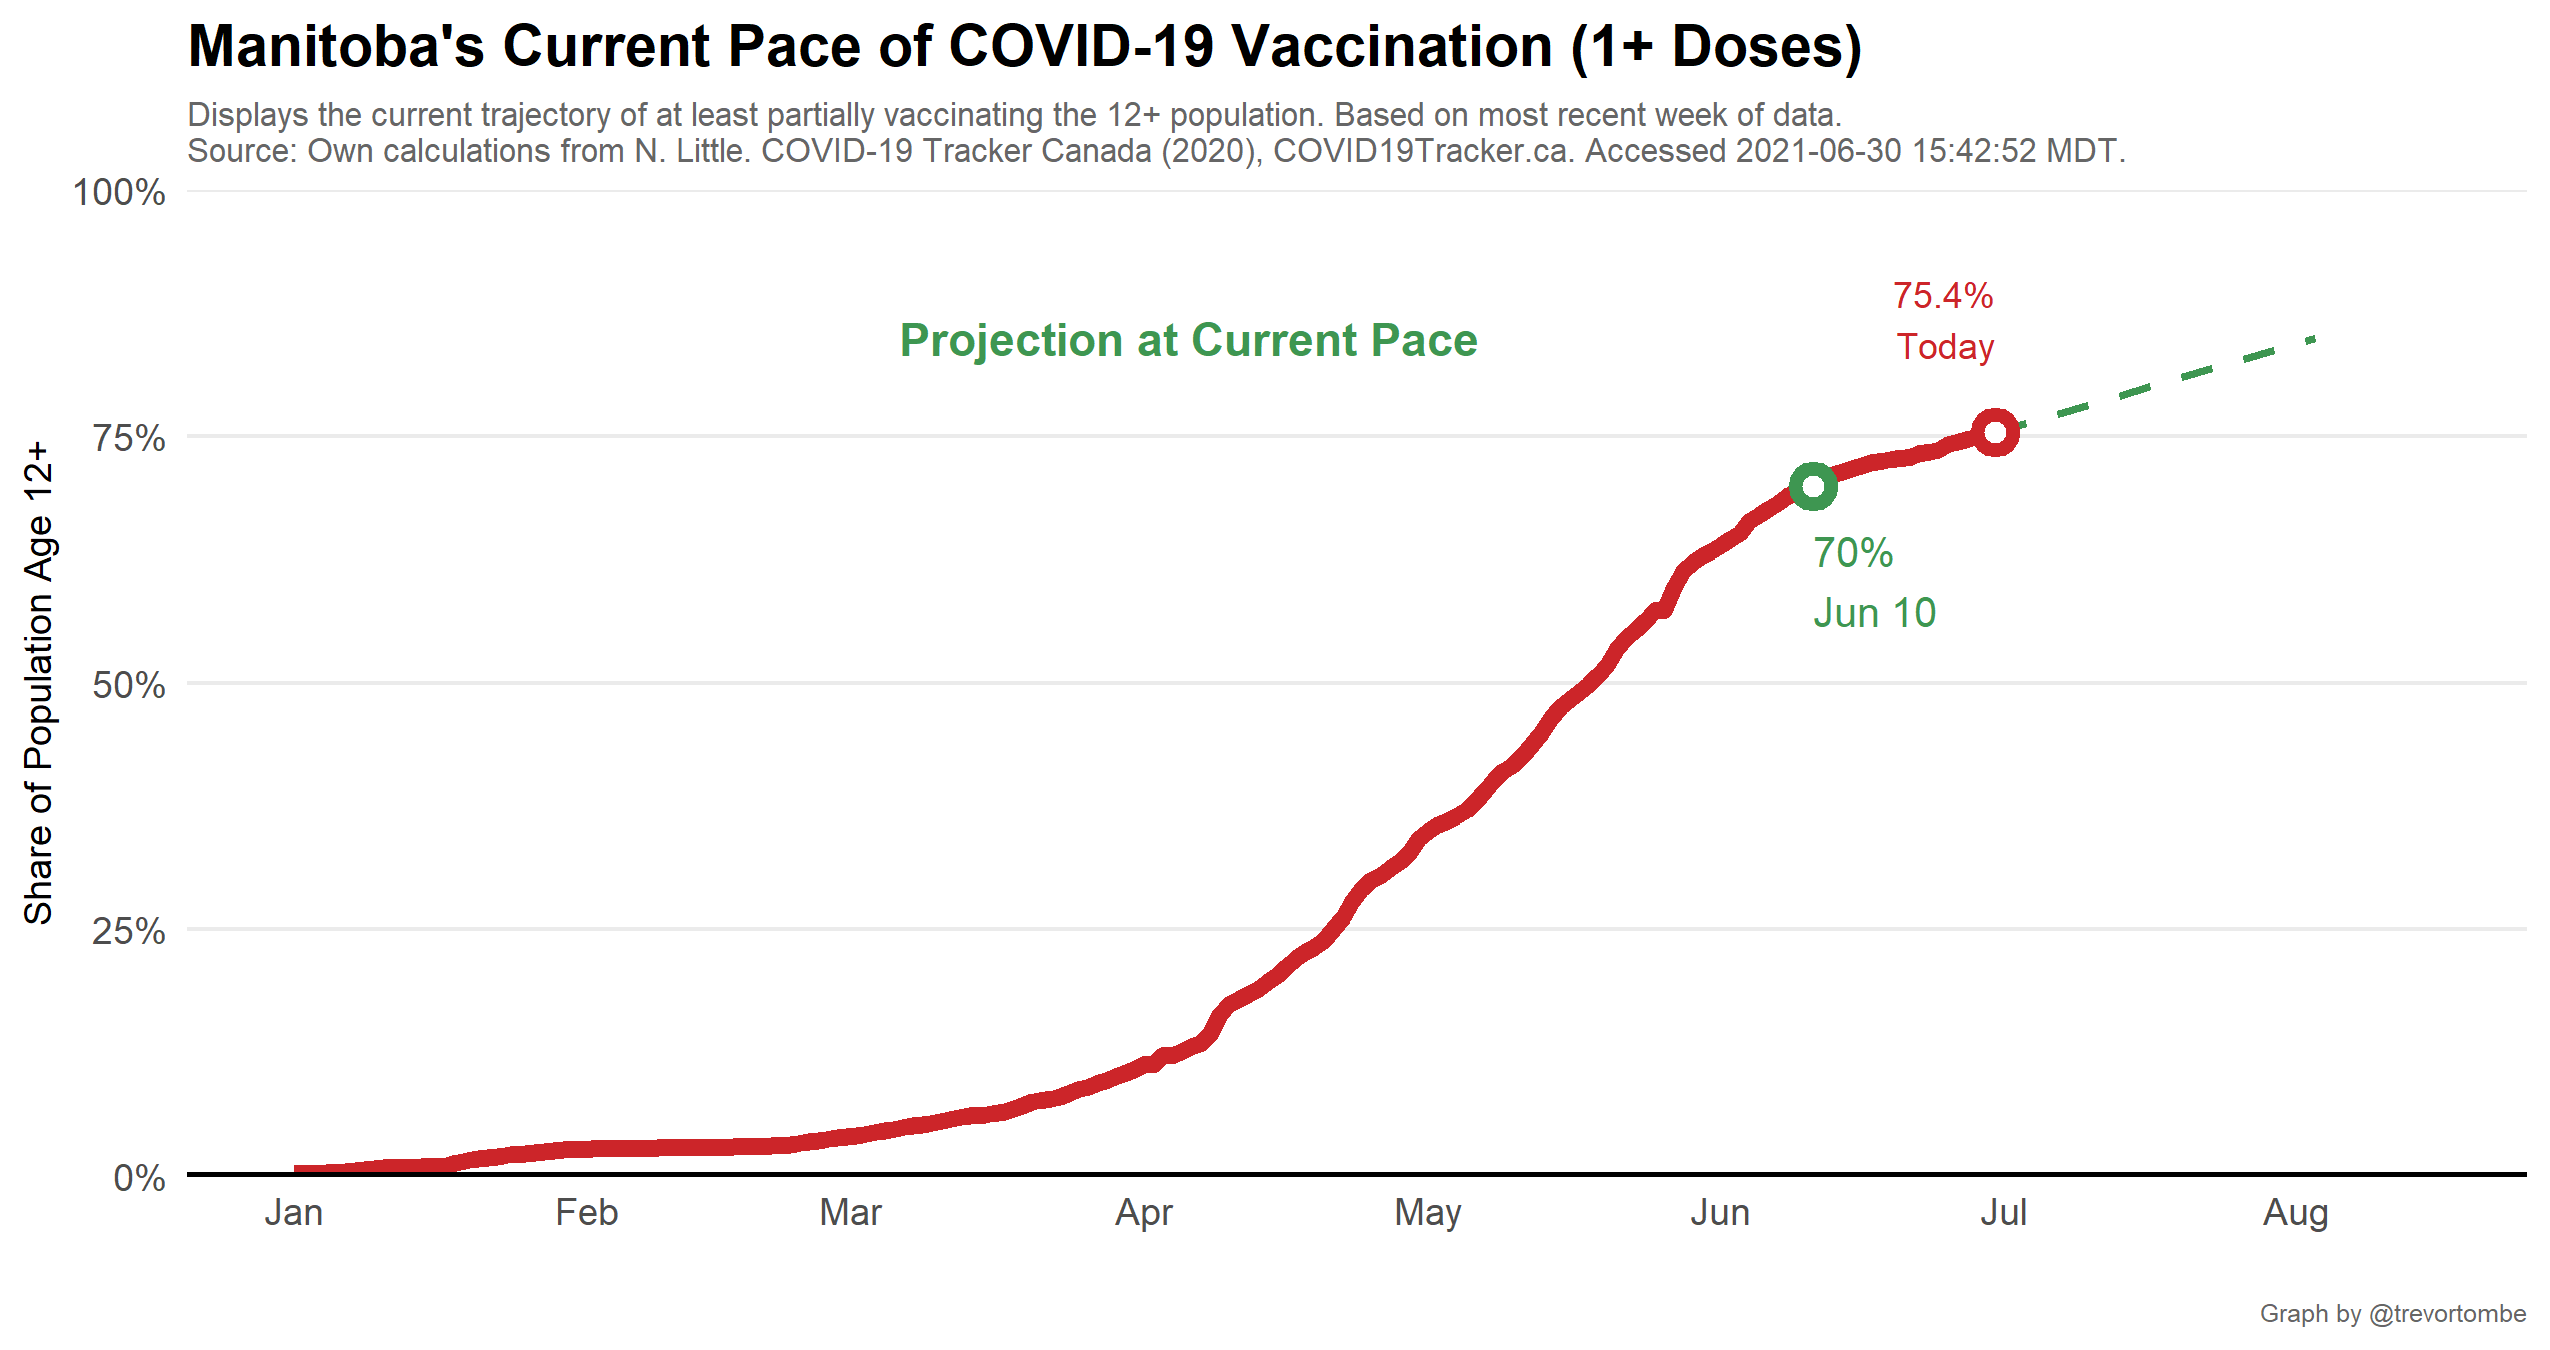 Manitoba's Current Pace of COVID-19 Vaccination (1+ Doses)
Displays the current trajectory of at least partially vaccinating the 12+ population. Based on most recent week of data.
Source: Own calculations from N. Little. COVID-19 Tracker Canada (2020), COVID19Tracker.ca. Accessed 2021-06-30 15:42:52 MDT.
Share of Population Age 12+
100%
75%
50%
25%
0%
Projection at Current Pace
75.4%
Today
70%
Jun 10
Jan
Feb
Mar
Apr
May
Jun
Jul
Aug
Graph by @trevortombe